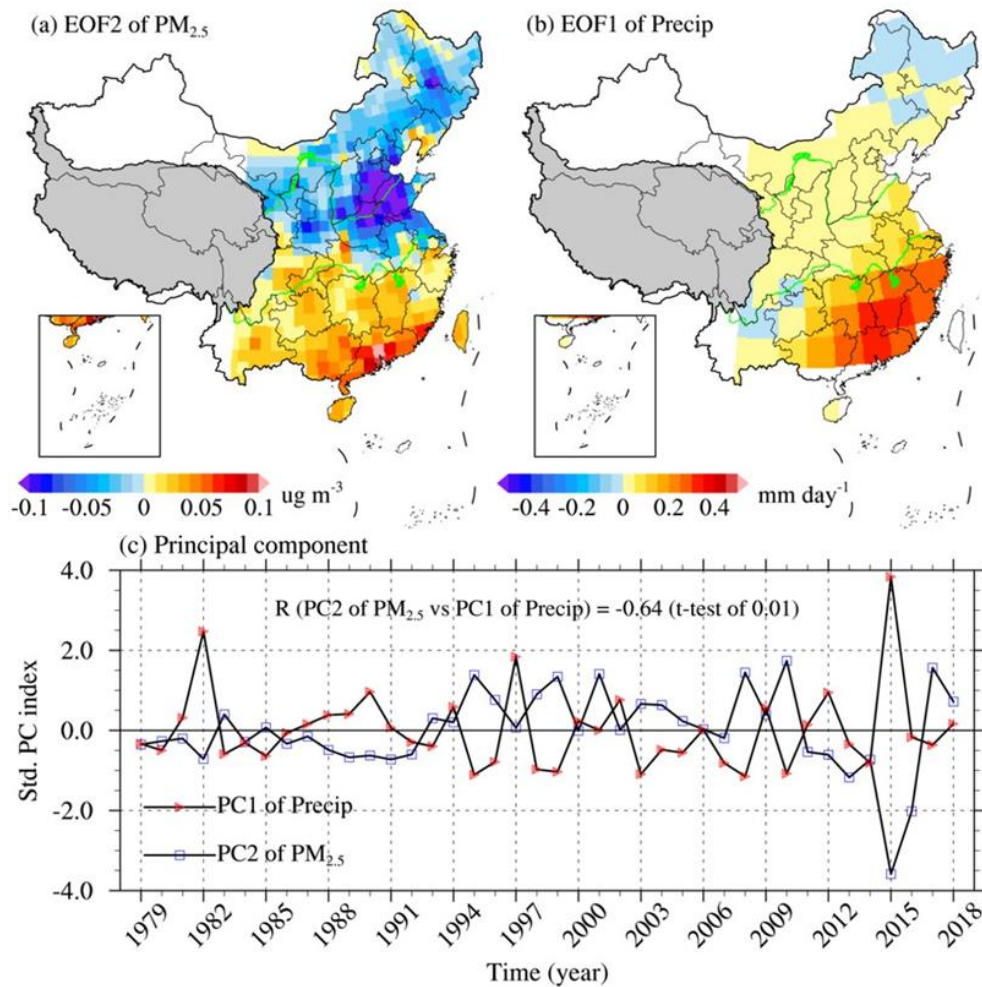 (a) EOF2 of PM₂.₅
(b) EOF1 of Precip
-0.1 -0.05 0 0.05 0.1 ug m⁻³
-0.4 -0.2 0 0.2 0.4 mm day⁻¹
(c) Principal component
R (PC2 of PM₂.₅ vs PC1 of Precip) = -0.64 (t-test of 0.01)
4.0
2.0
0.0
-2.0
-4.0
Std. PC index
PC1 of Precip
PC2 of PM₂.₅
1979 1982 1985 1988 1991 1994 1997 2000 2003 2006 2009 2012 2015 2018
Time (year)